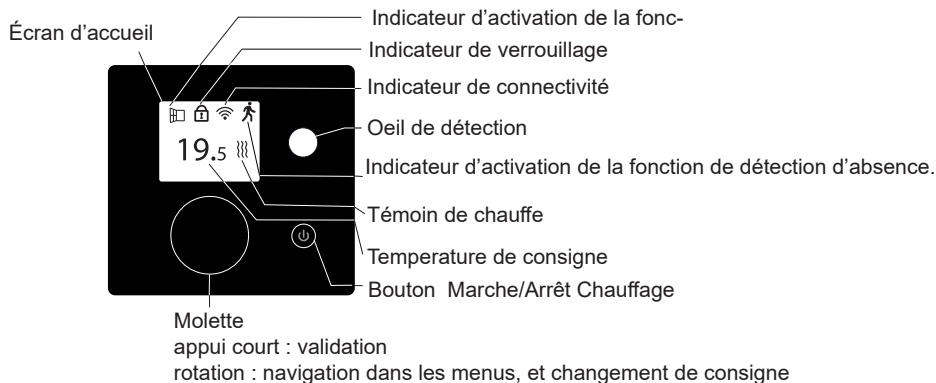 Indicateur d’activation de la fonc-
Écran d’accueil
Indicateur de verrouillage
Indicateur de connectivité
Oeil de détection
19.5
Indicateur d’activation de la fonction de détection d’absence.
Témoin de chauffe
Temperature de consigne
Bouton  Marche/Arrêt Chauffage
Molette
appui court : validation
rotation : navigation dans les menus, et changement de consigne